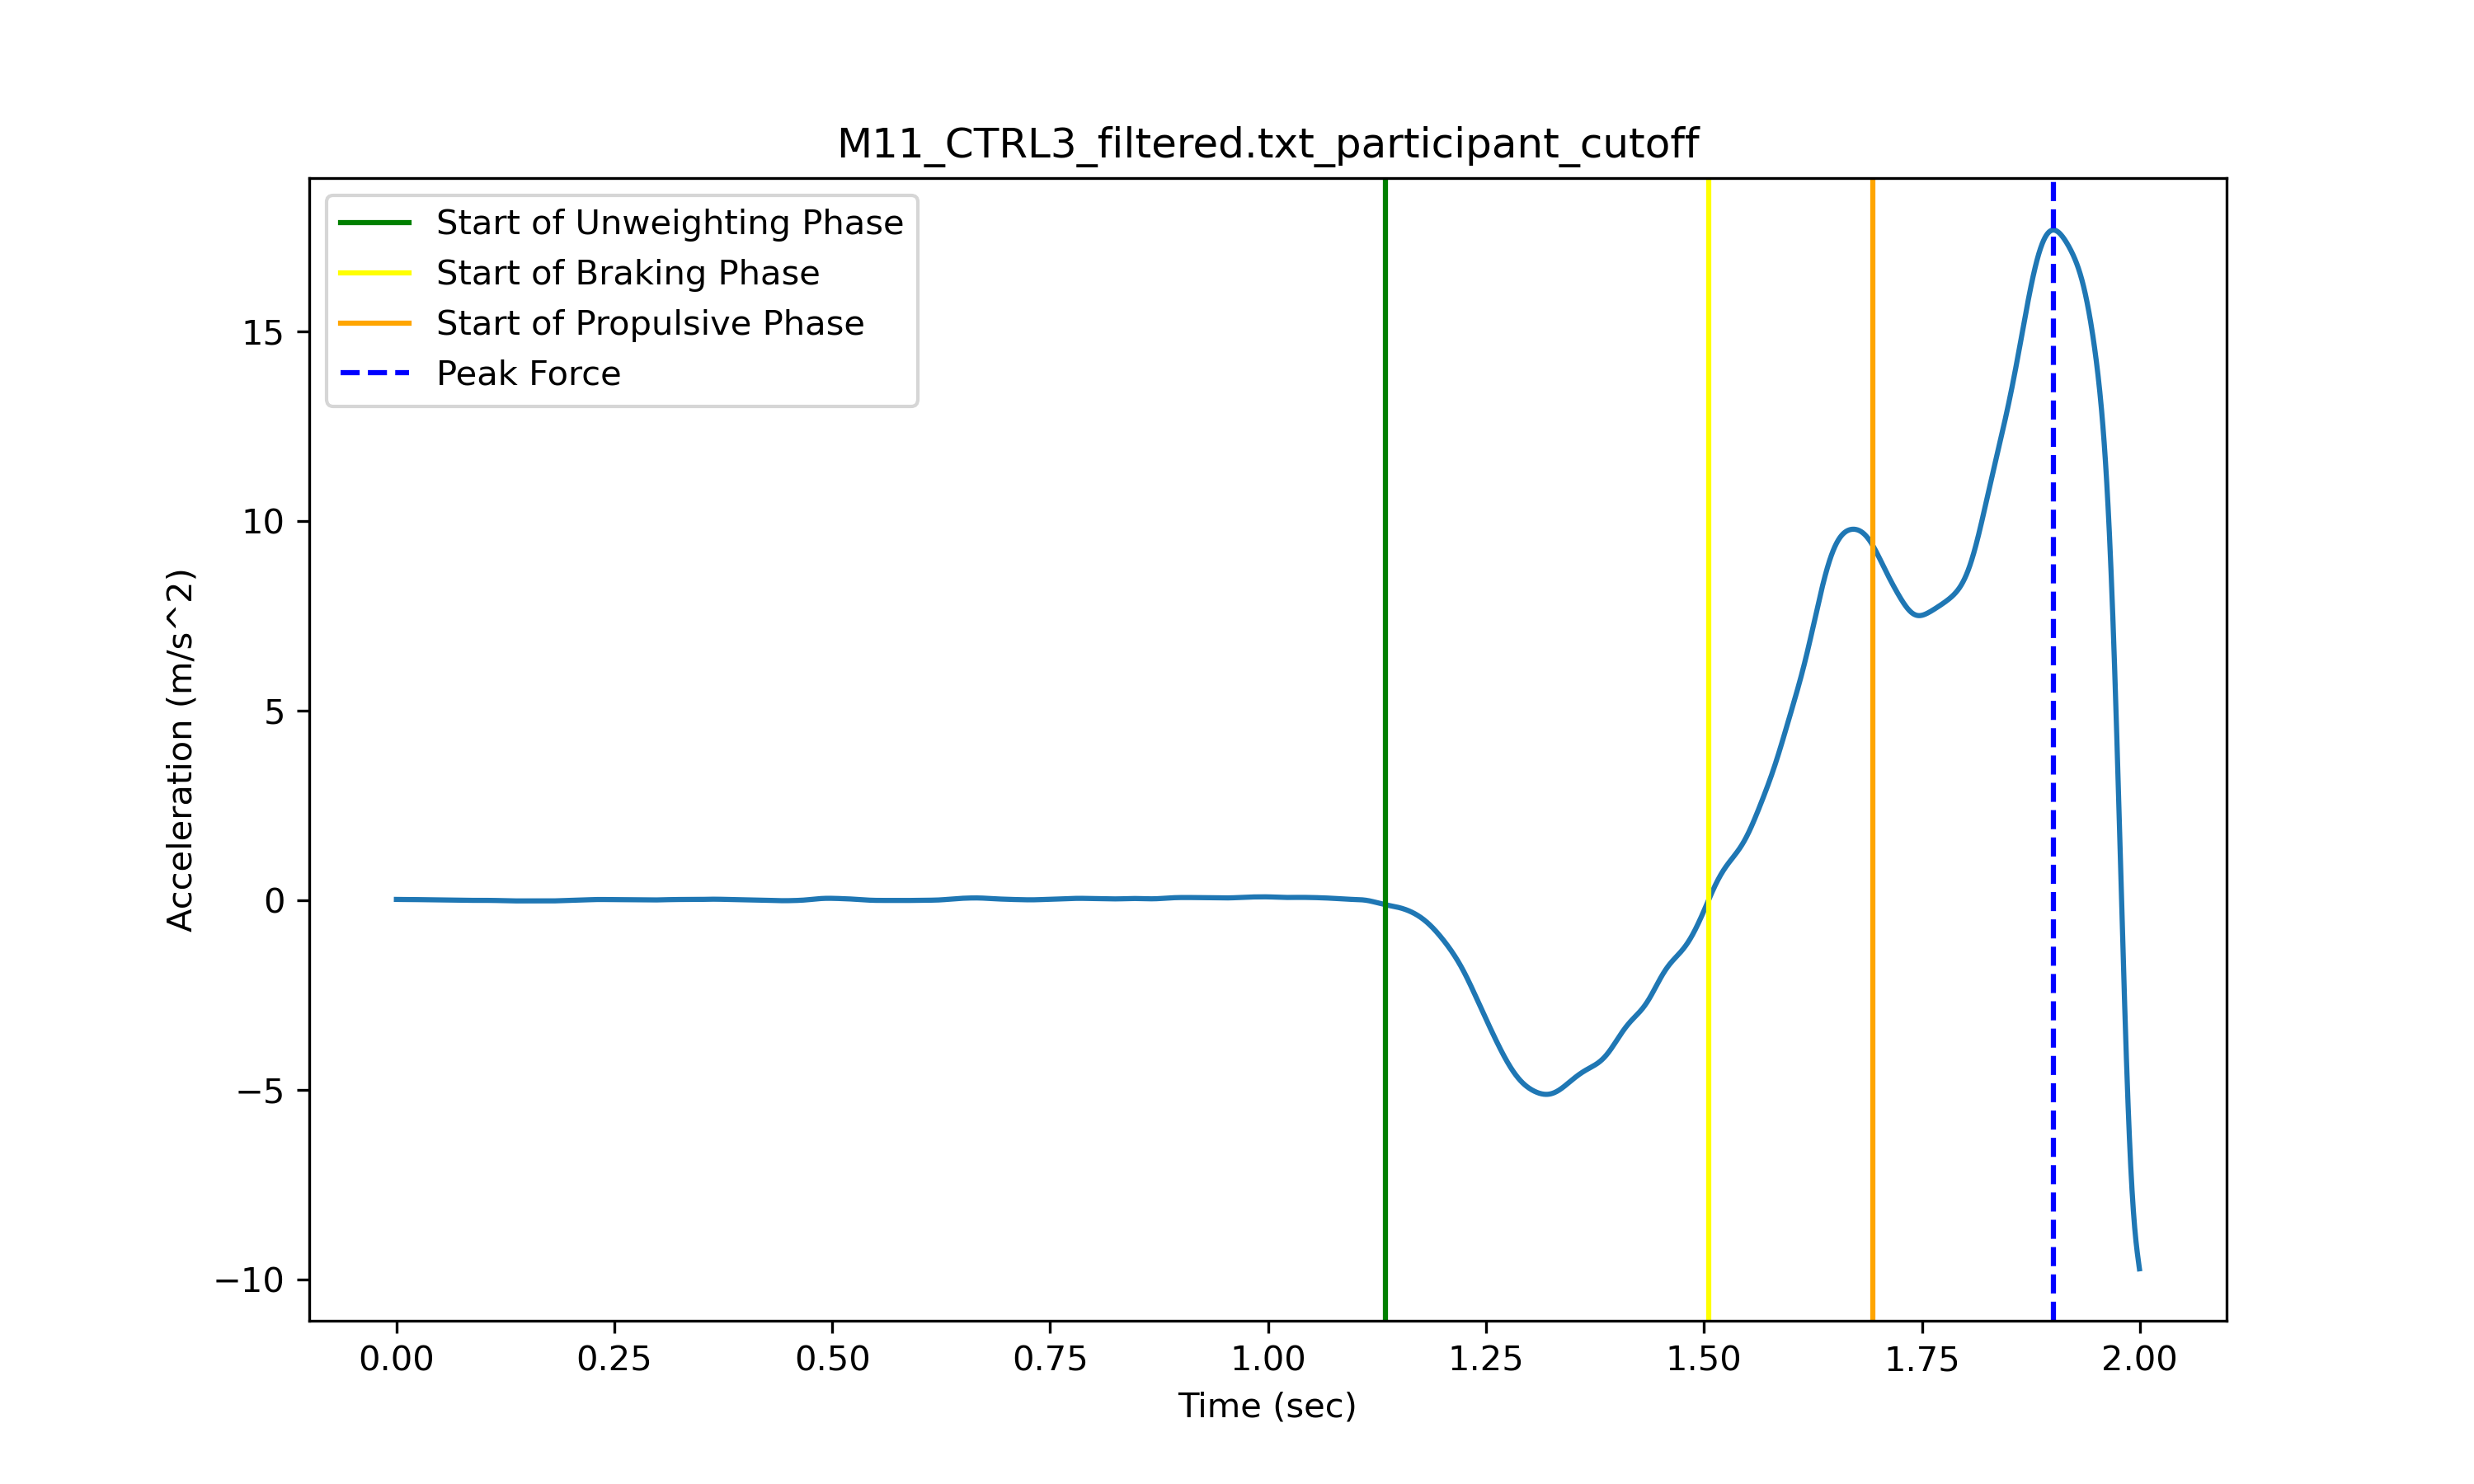 M11_CTRL3_filtered.txt_participant_cutoff
Start of Unweighting Phase
Start of Braking Phase
Start of Propulsive Phase
Peak Force
Acceleration (m/s^2)
15
10
5
0
−5
−10
0.00 0.25 0.50 0.75 1.00 1.25 1.50 1.75 2.00
Time (sec)